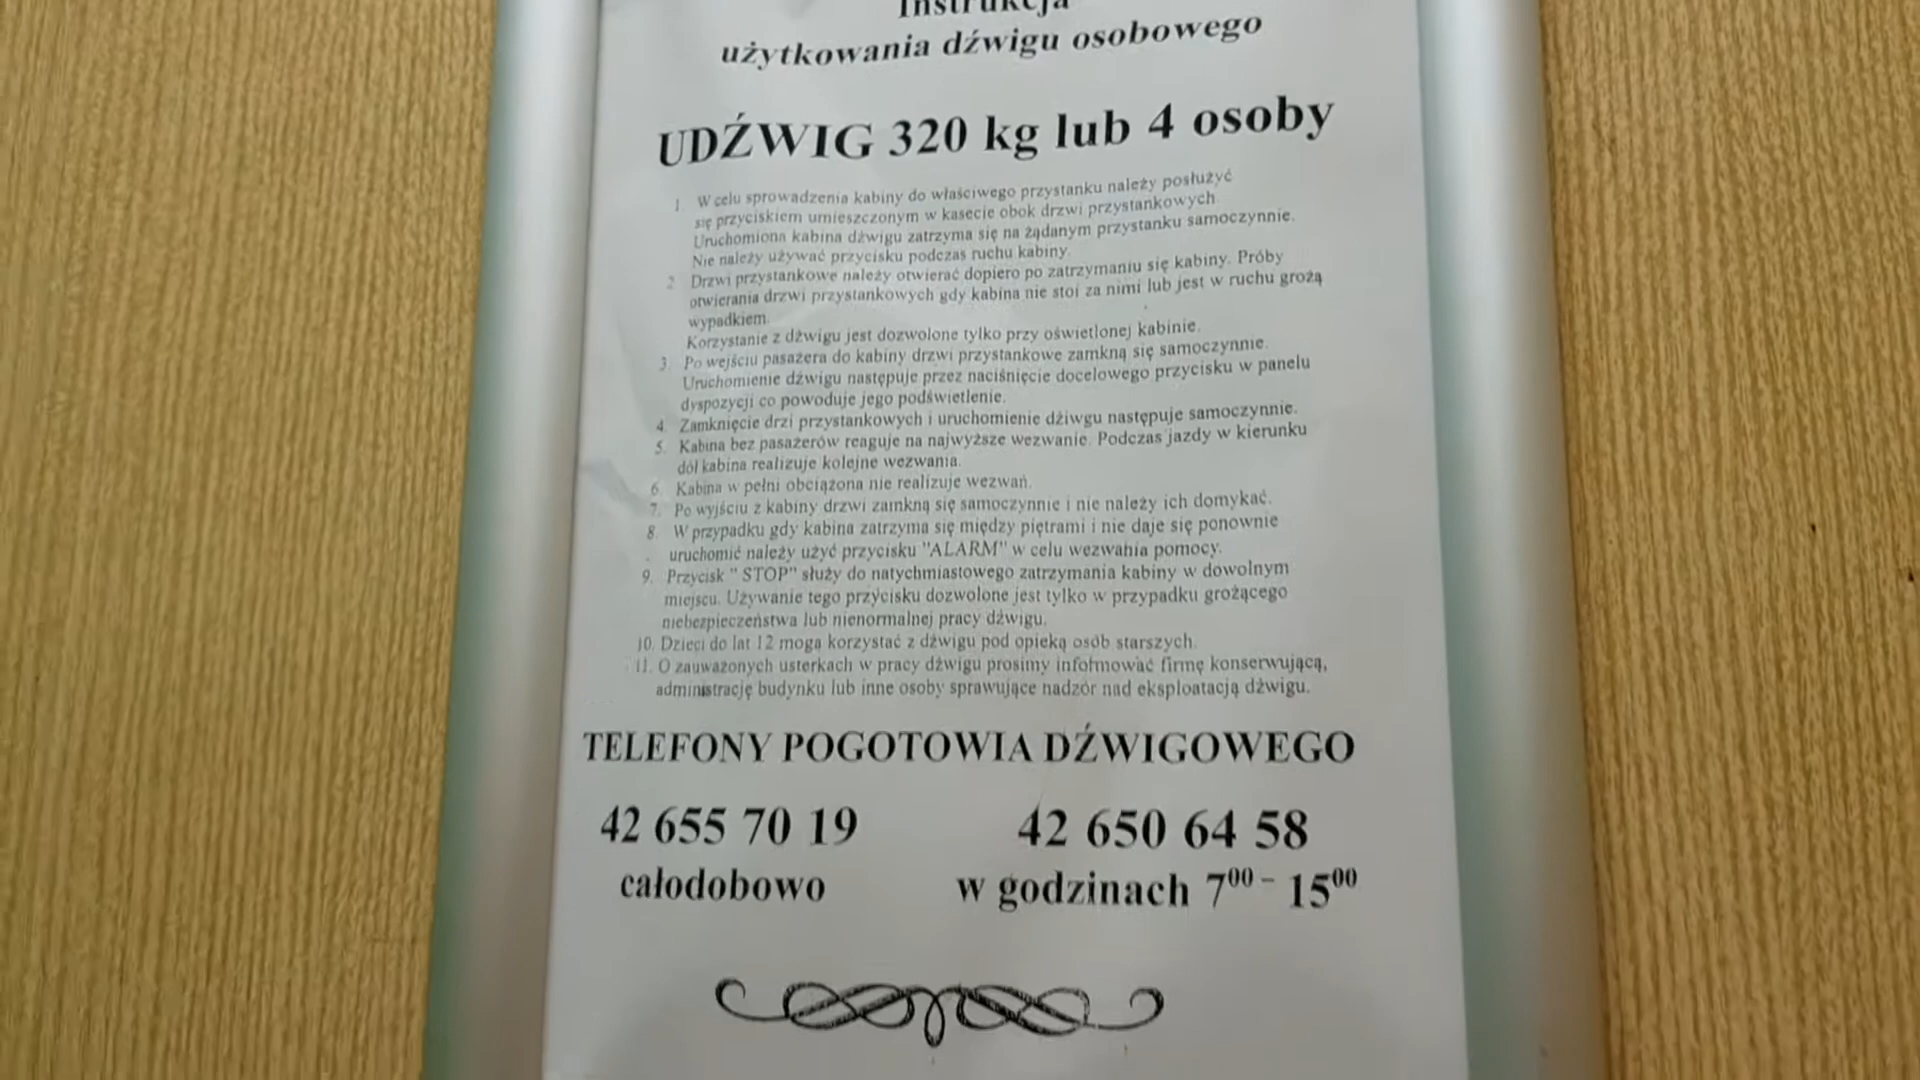 Instrukcja
użytkowania dźwigu osobowego
UDŹWIG 320 kg lub 4 osoby
1. W celu sprowadzenia kabiny do właściwego przystanku należy posłużyć
się przyciskiem umieszczonym w kasecie obok drzwi przystankowych.
Uruchomiona kabina dźwigu zatrzyma się na żądanym przystanku samoczynnie.
Nie należy używać przycisku podczas ruchu kabiny.
2. Drzwi przystankowe należy otwierać dopiero po zatrzymaniu się kabiny. Próby
otwierania drzwi przystankowych gdy kabina nie stoi za nimi lub jest w ruchu grożą
wypadkiem.
Korzystanie z dźwigu jest dozwolone tylko przy oświetlonej kabinie.
3. Po wejściu pasażera do kabiny drzwi przystankowe zamkną się samoczynnie.
Uruchomienie dźwigu następuje przez naciśnięcie docelowego przycisku w panelu
dyspozycji co powoduje jego podświetlenie.
4. Zamknięcie drzi przystankowych i uruchomienie dźiwgu następuje samoczynnie.
5. Kabina bez pasażerów reaguje na najwyższe wezwanie. Podczas jazdy w kierunku
dół kabina realizuje kolejne wezwania.
6. Kabina w pełni obciążona nie realizuje wezwań.
7. Po wyjściu z kabiny drzwi zamkną się samoczynnie i nie należy ich domykać.
8. W przypadku gdy kabina zatrzyma się między piętrami i nie daje się ponownie
uruchomić należy użyć przycisku "ALARM" w celu wezwania pomocy.
9. Przycisk " STOP" służy do natychmiastowego zatrzymania kabiny w dowolnym
miejscu. Używanie tego przycisku dozwolone jest tylko w przypadku grożącego
niebezpieczeństwa lub nienormalnej pracy dźwigu.
10. Dzieci do lat 12 mogą korzystać z dźwigu pod opieką osób starszych.
11. O zauważonych usterkach w pracy dźwigu prosimy informować firmę konserwującą,
administrację budynku lub inne osoby sprawujące nadzór nad eksploatacją dźwigu.
TELEFONY POGOTOWIA DŹWIGOWEGO
42 655 70 19 42 650 64 58
całodobowo w godzinach 7⁰⁰ - 15⁰⁰